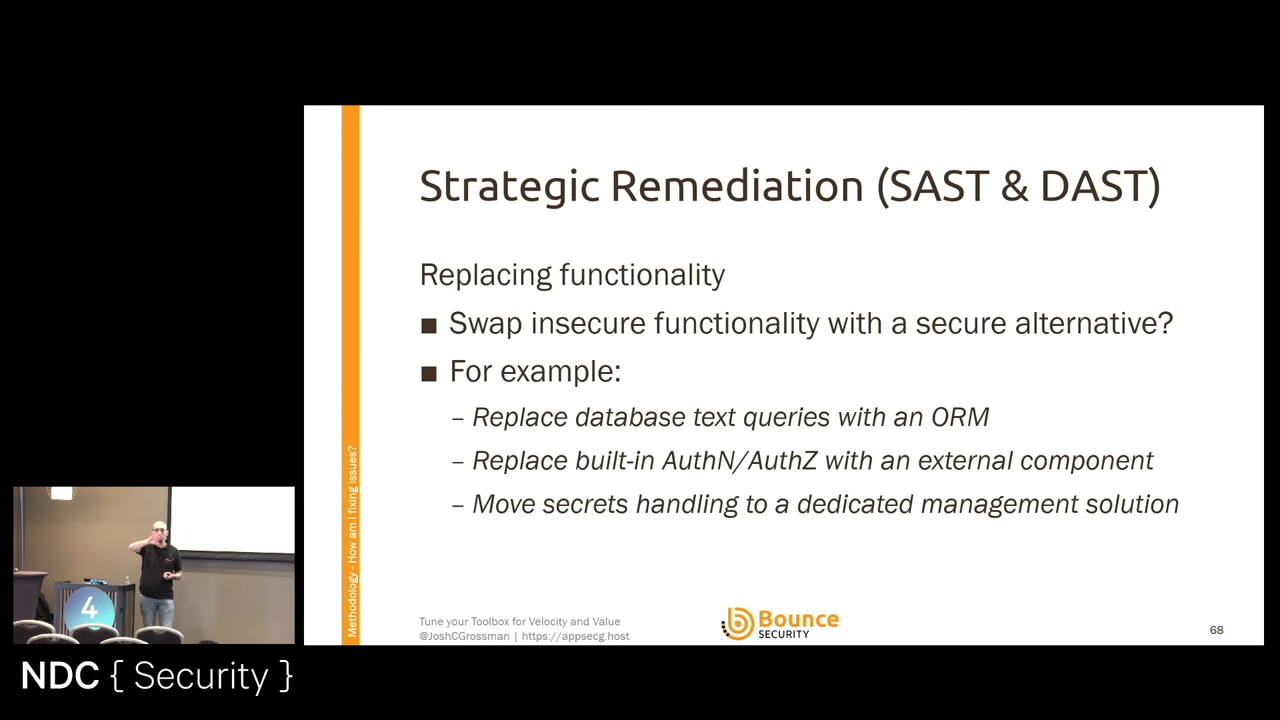 Strategic Remediation (SAST & DAST)
Replacing functionality
■ Swap insecure functionality with a secure alternative?
■ For example:
– Replace database text queries with an ORM
– Replace built-in AuthN/AuthZ with an external component
– Move secrets handling to a dedicated management solution
Methodology - How am I fixing issues?
Tune your Toolbox for Velocity and Value
@JoshCGrossman | https://appsecg.host
Bounce
SECURITY
68
4
NDC { Security }